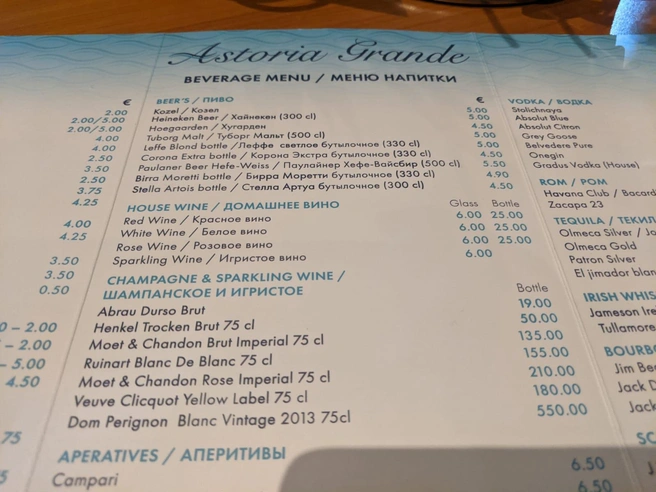 Astoria Grande
BEVERAGE MENU / МЕНЮ НАПИТКИ
€
2.00
2.00/5.00
2.00/5.00
4.00
4.00
2.50
3.50
2.50
3.75
4.25
4.00
4.25
3.50
3.50
0.50
0 – 2.00
– 2.00
– 5.00
4.50
.75
5
BEER'S / ПИВО €
Kozel / Козел 5.00
Heineken Beer / Хайнекен (300 cl) 5.00
Hoegaarden / Хугарден 4.50
Tuborg Malt / Туборг Мальт (500 cl) 5.00
Leffe Blond bottle /Леффе светлое бутылочное (330 cl) 5.00
Corona Extra bottle / Корона Экстра бутылочное (330 cl) 4.50
Paulaner Beer Hefe-Weiss / Паулайнер Хефе-Вайсбир (500 cl) 5.50
Birra Moretti bottle / Бирра Моретти бутылочное (330 cl) 4.90
Stella Artois bottle / Стелла Артуа бутылочное (300 cl) 4.50
HOUSE WINE / ДОМАШНЕЕ ВИНО Glass Bottle
Red Wine / Красное вино 6.00 25.00
White Wine / Белое вино 6.00 25.00
Rose Wine / Розовое вино 6.00 25.00
Sparkling Wine / Игристое вино 6.00
CHAMPAGNE & SPARKLING WINE /
ШАМПАНСКОЕ И ИГРИСТОЕ Bottle
Abrau Durso Brut 19.00
Henkel Trocken Brut 75 cl 50.00
Moet & Chandon Brut Imperial 75 cl 135.00
Ruinart Blanc De Blanc 75 cl 155.00
Moet & Chandon Rose Imperial 75 cl 210.00
Veuve Clicquot Yellow Label 75 cl 180.00
Dom Perignon Blanc Vintage 2013 75cl 550.00
APERATIVES / АПЕРИТИВЫ
Campari 6.50
6.50
VODKA / ВОДКА
Stolichnaya
Absolut Blue
Absolut Citron
Grey Goose
Belvedere Pure
Onegin
Gradus Vodka (House)
ROM / РОМ
Havana Club / Bacard
Zacapa 23
TEQUILA / ТЕКИЛ
Olmeca Silver / Jo
Olmeca Gold
Patron Silver
El jimador blan
IRISH WHIS
Jameson Ire
Tullamore
BOURB
Jim Be
Jack D
Jack
SC
J